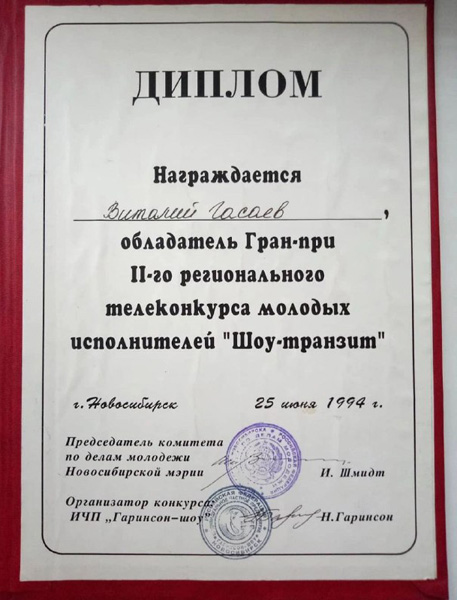 ДИПЛОМ
Награждается
Виталий Гасаев,
обладатель Гран-при
II-го регионального
телеконкурса молодых
исполнителей "Шоу-транзит"
г. Новосибирск 25 июня 1994 г.
Председатель комитета
по делам молодежи
Новосибирской мэрии И. Шмидт
Организатор конкурса
ИЧП „Гаринсон-шоу" Н.Гаринсон